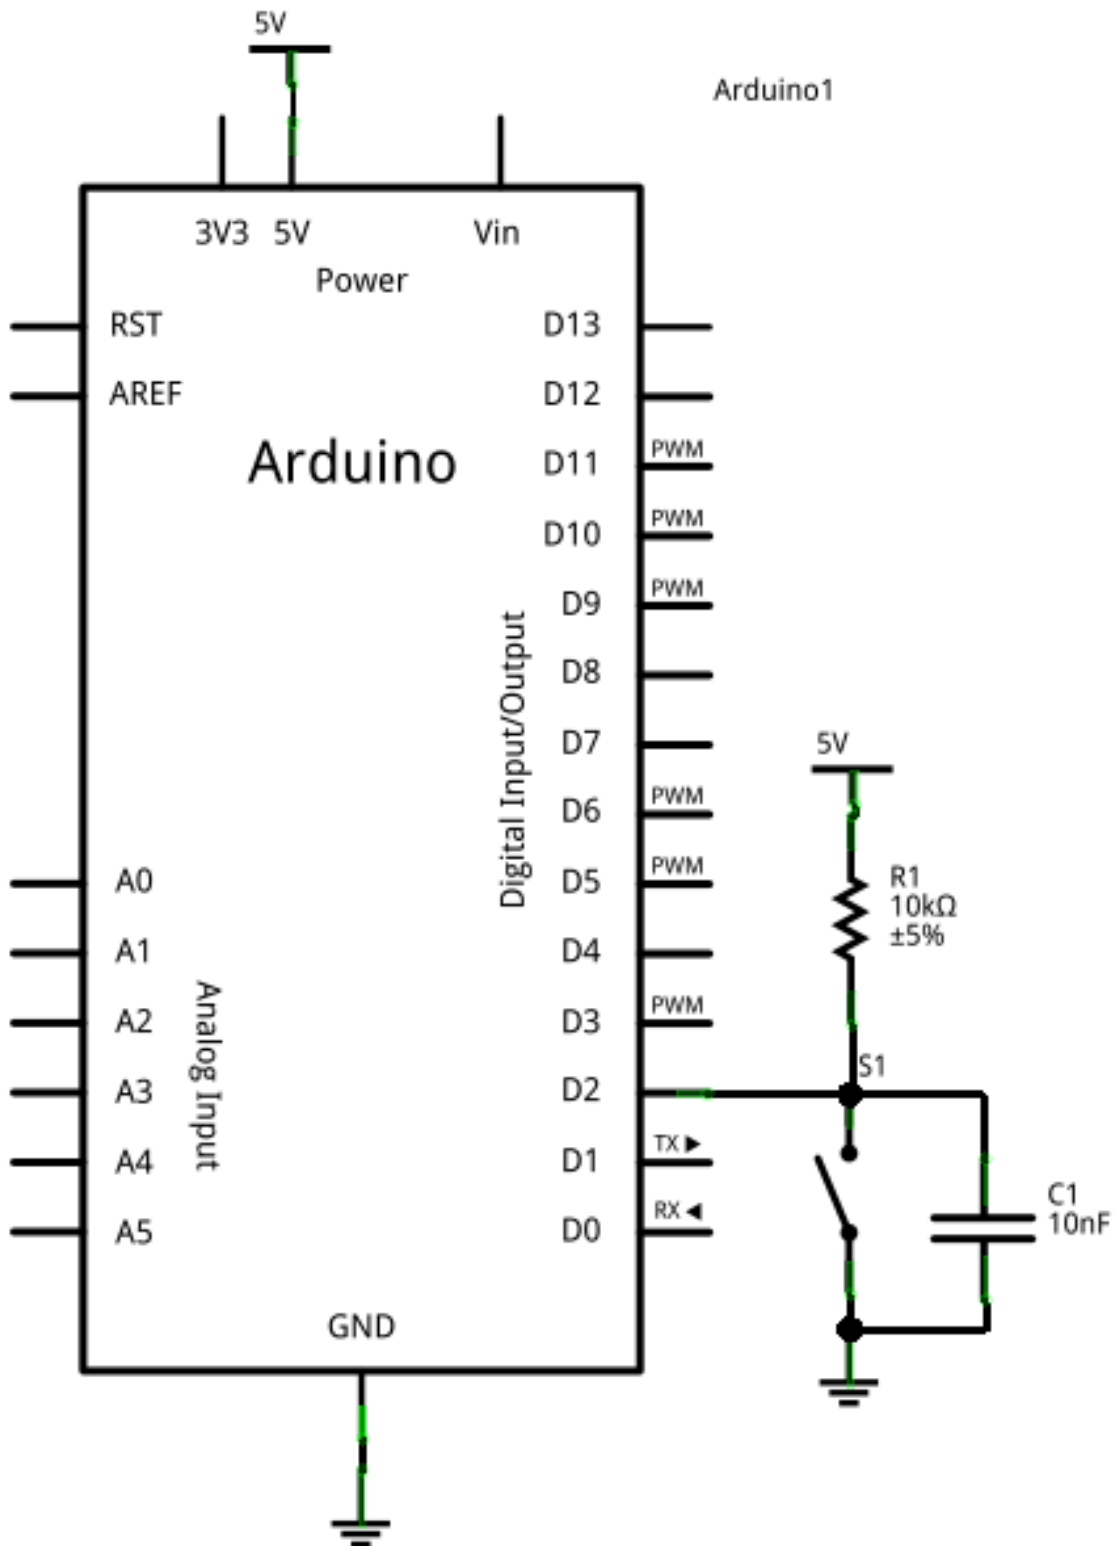 5V
Arduino1
3V3 5V Vin
Power
RST
AREF
Arduino
D13
D12
D11 PWM
D10 PWM
D9 PWM
D8
D7
D6 PWM
D5 PWM
D4
D3 PWM
D2
D1 TX ▶
D0 RX ◀
Digital Input/Output
A0
A1
A2
A3
A4
A5
Analog Input
GND
5V
R1
10kΩ
±5%
S1
C1
10nF